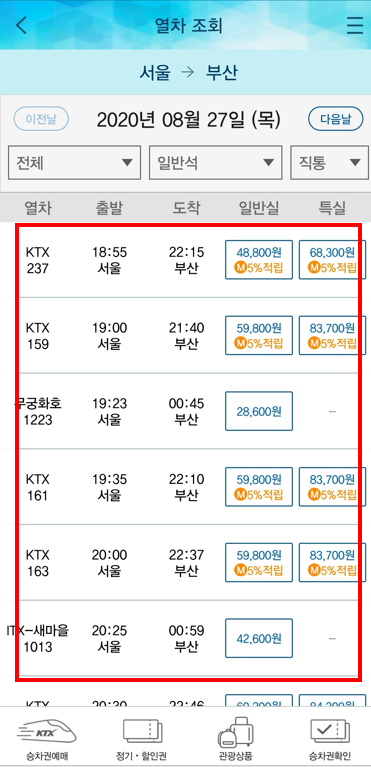 열차 조회
서울 → 부산
이전날 2020년 08월 27일 (목) 다음날
전체 일반석 직통
열차 출발 도착 일반실 특실
KTX 18:55 22:15 48,800원 68,300원
237 서울 부산 M5%적립 M5%적립
KTX 19:00 21:40 59,800원 83,700원
159 서울 부산 M5%적립 M5%적립
무궁화호 19:23 00:45 28,600원 –
1223 서울 부산
KTX 19:35 22:10 59,800원 83,700원
161 서울 부산 M5%적립 M5%적립
KTX 20:00 22:37 59,800원 83,700원
163 서울 부산 M5%적립 M5%적립
ITX-새마을 20:25 00:59 42,600원 –
1013 서울 부산
KTX 20:30 22:46
KTX
승차권예매 정기·할인권 관광상품 승차권확인